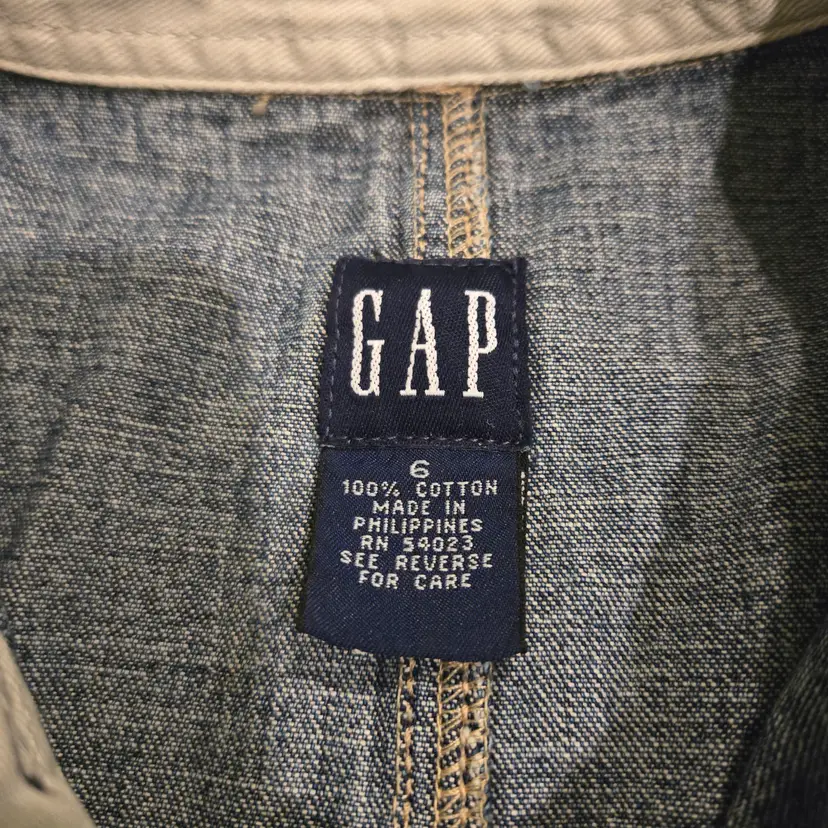 GAP
6
100% COTTON
MADE IN
PHILIPPINES
RN 54023
SEE REVERSE
FOR CARE